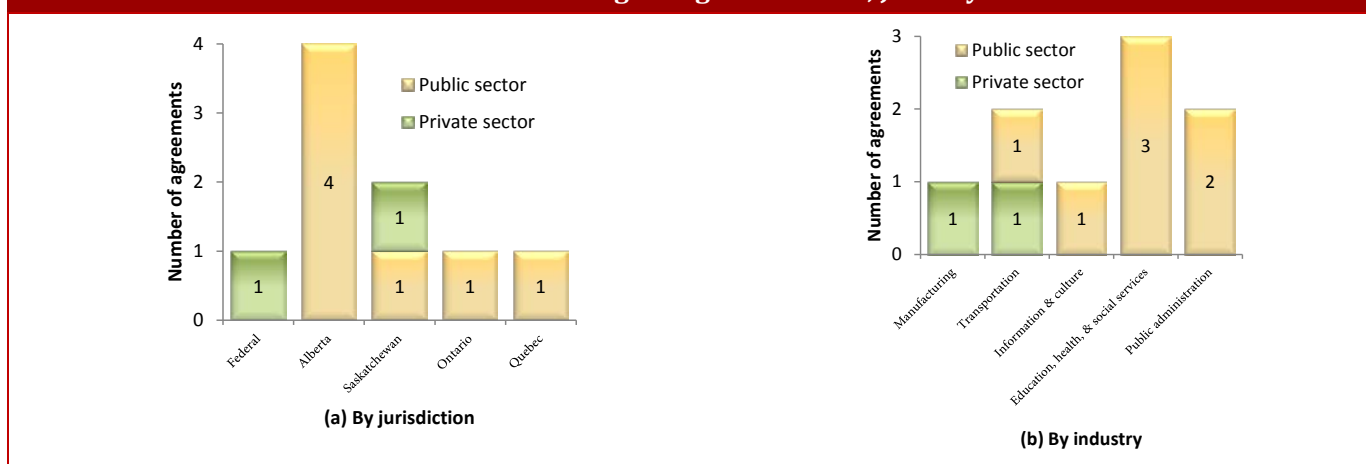 4
3
2
1
0
Number of agreements
Public sector
Private sector
1
4
1
1
1
1
Federal
Alberta
Saskatchewan
Ontario
Quebec
(a) By jurisdiction
3
2
1
0
Number of agreements
Public sector
Private sector
1
1
1
1
3
2
Manufacturing
Transportation
Information & culture
Education, health, & social services
Public administration
(b) By industry